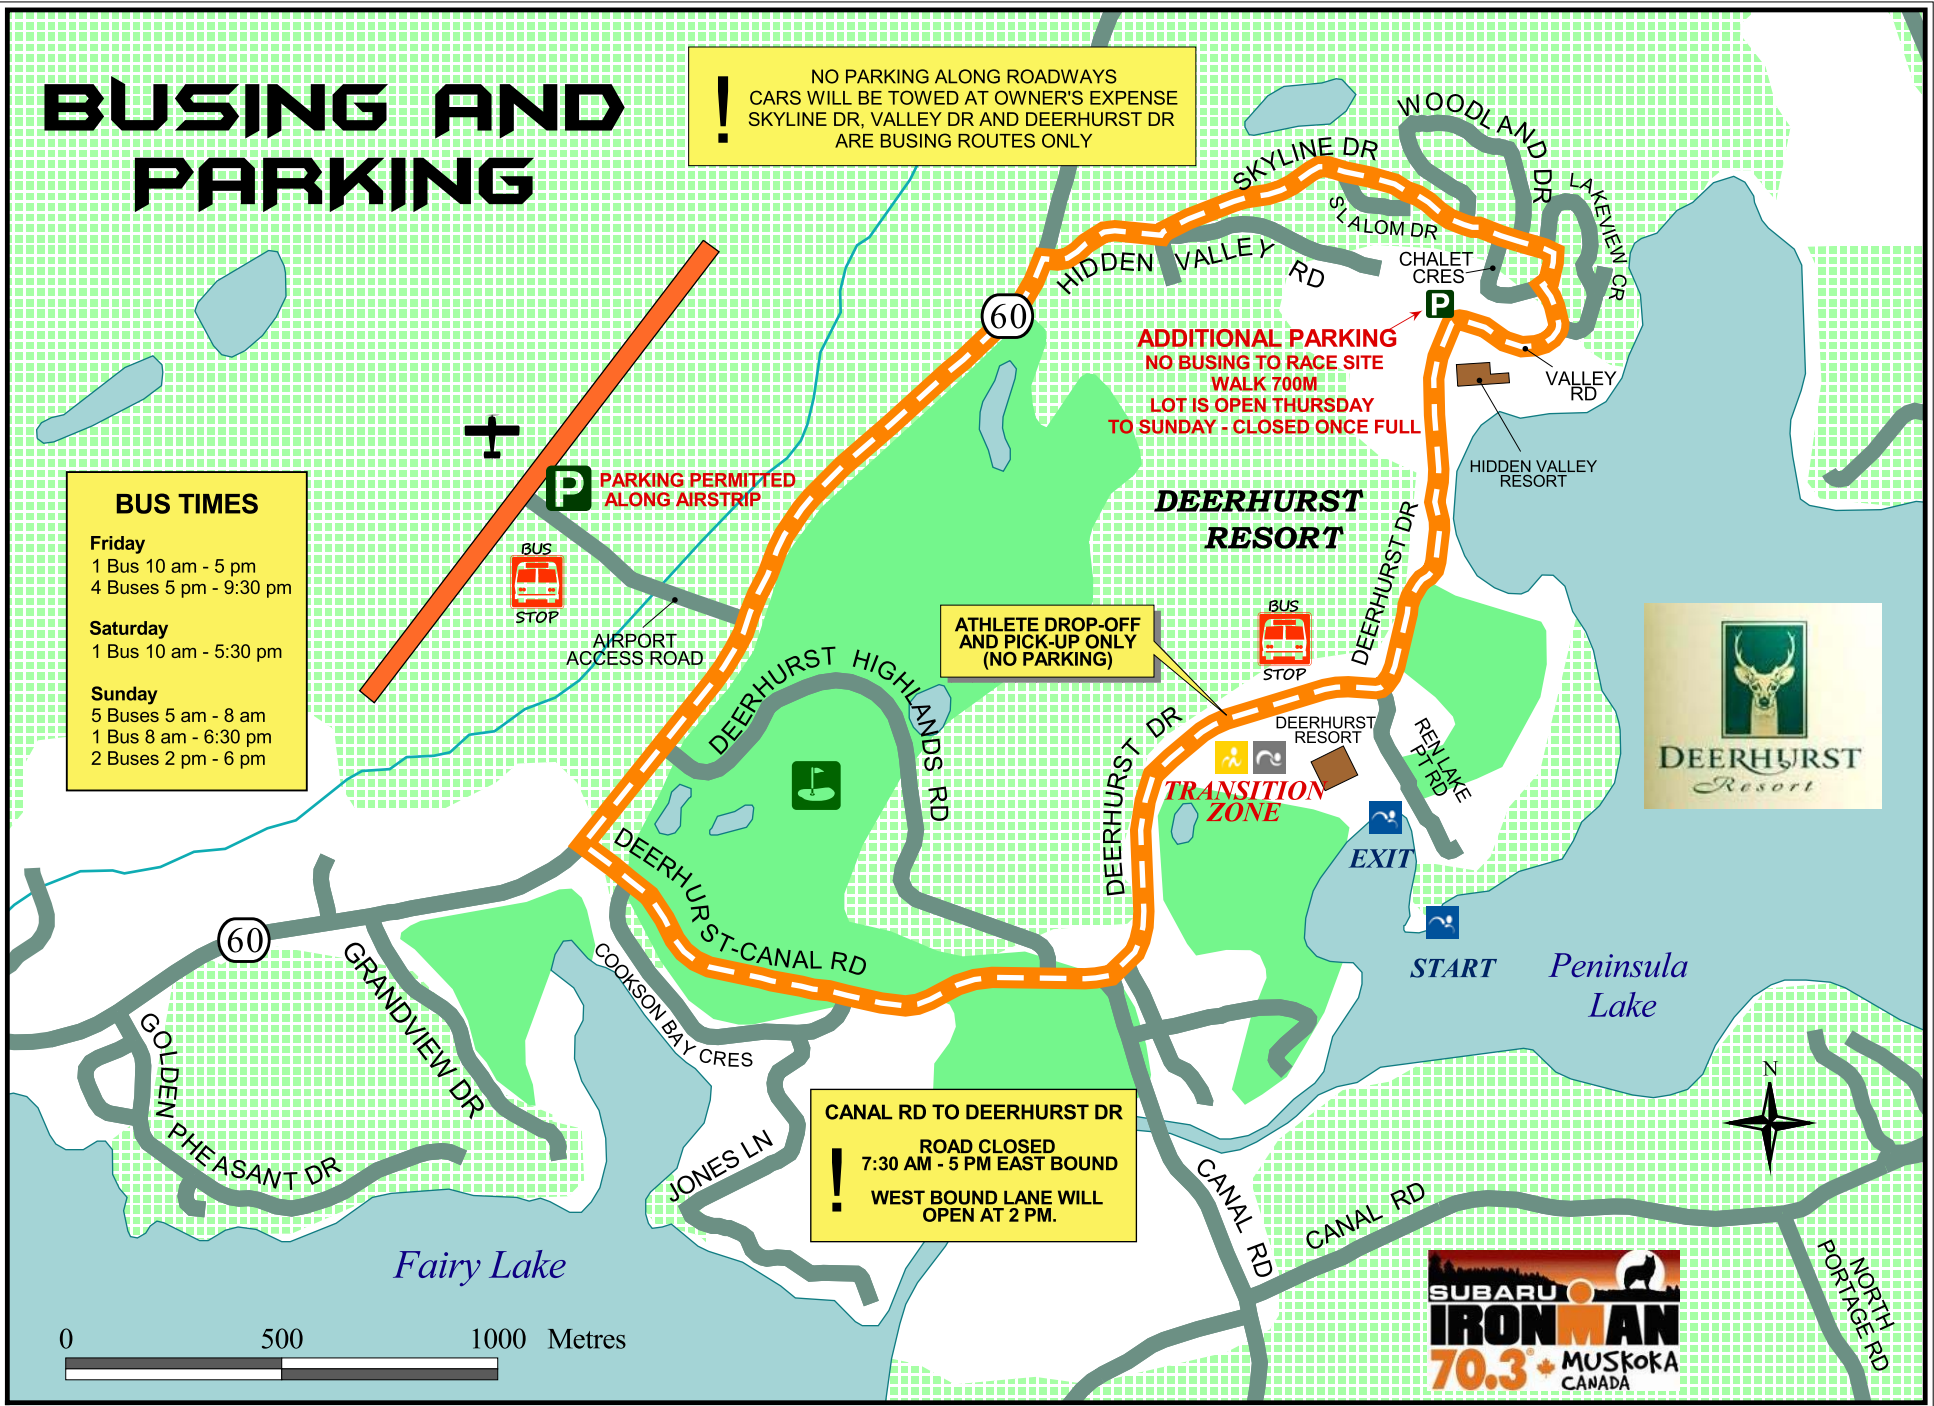 BUSING AND
PARKING
!
NO PARKING ALONG ROADWAYS
CARS WILL BE TOWED AT OWNER'S EXPENSE
SKYLINE DR, VALLEY DR AND DEERHURST DR
ARE BUSING ROUTES ONLY
WOODLAND DR
SKYLINE DR
LAKEVIEW CR
SLALOM DR
HIDDEN VALLEY RD
CHALET
CRES
P
60
ADDITIONAL PARKING
NO BUSING TO RACE SITE
WALK 700M
LOT IS OPEN THURSDAY
TO SUNDAY - CLOSED ONCE FULL
VALLEY
RD
HIDDEN VALLEY
RESORT
P
PARKING PERMITTED
ALONG AIRSTRIP
BUS TIMES
Friday
1 Bus 10 am - 5 pm
4 Buses 5 pm - 9:30 pm
Saturday
1 Bus 10 am - 5:30 pm
Sunday
5 Buses 5 am - 8 am
1 Bus 8 am - 6:30 pm
2 Buses 2 pm - 6 pm
BUS
STOP
AIRPORT
ACCESS ROAD
DEERHURST
RESORT
DEERHURST DR
ATHLETE DROP-OFF
AND PICK-UP ONLY
(NO PARKING)
BUS
STOP
DEERHURST HIGHLANDS RD
DEERHURST DR
DEERHURST
RESORT
REN LAKE
PT RD
TRANSITION
ZONE
DEERHURST
Resort
EXIT
START
Peninsula
Lake
DEERHURST-CANAL RD
60
GRANDVIEW DR
COOKSON BAY CRES
GOLDEN PHEASANT DR
JONES LN
CANAL RD TO DEERHURST DR
!
ROAD CLOSED
7:30 AM - 5 PM EAST BOUND
WEST BOUND LANE WILL
OPEN AT 2 PM.
N
CANAL RD
CANAL RD
NORTH
PORTAGE RD
Fairy Lake
0 500 1000 Metres
SUBARU
IRONMAN
70.3® MUSKOKA
CANADA